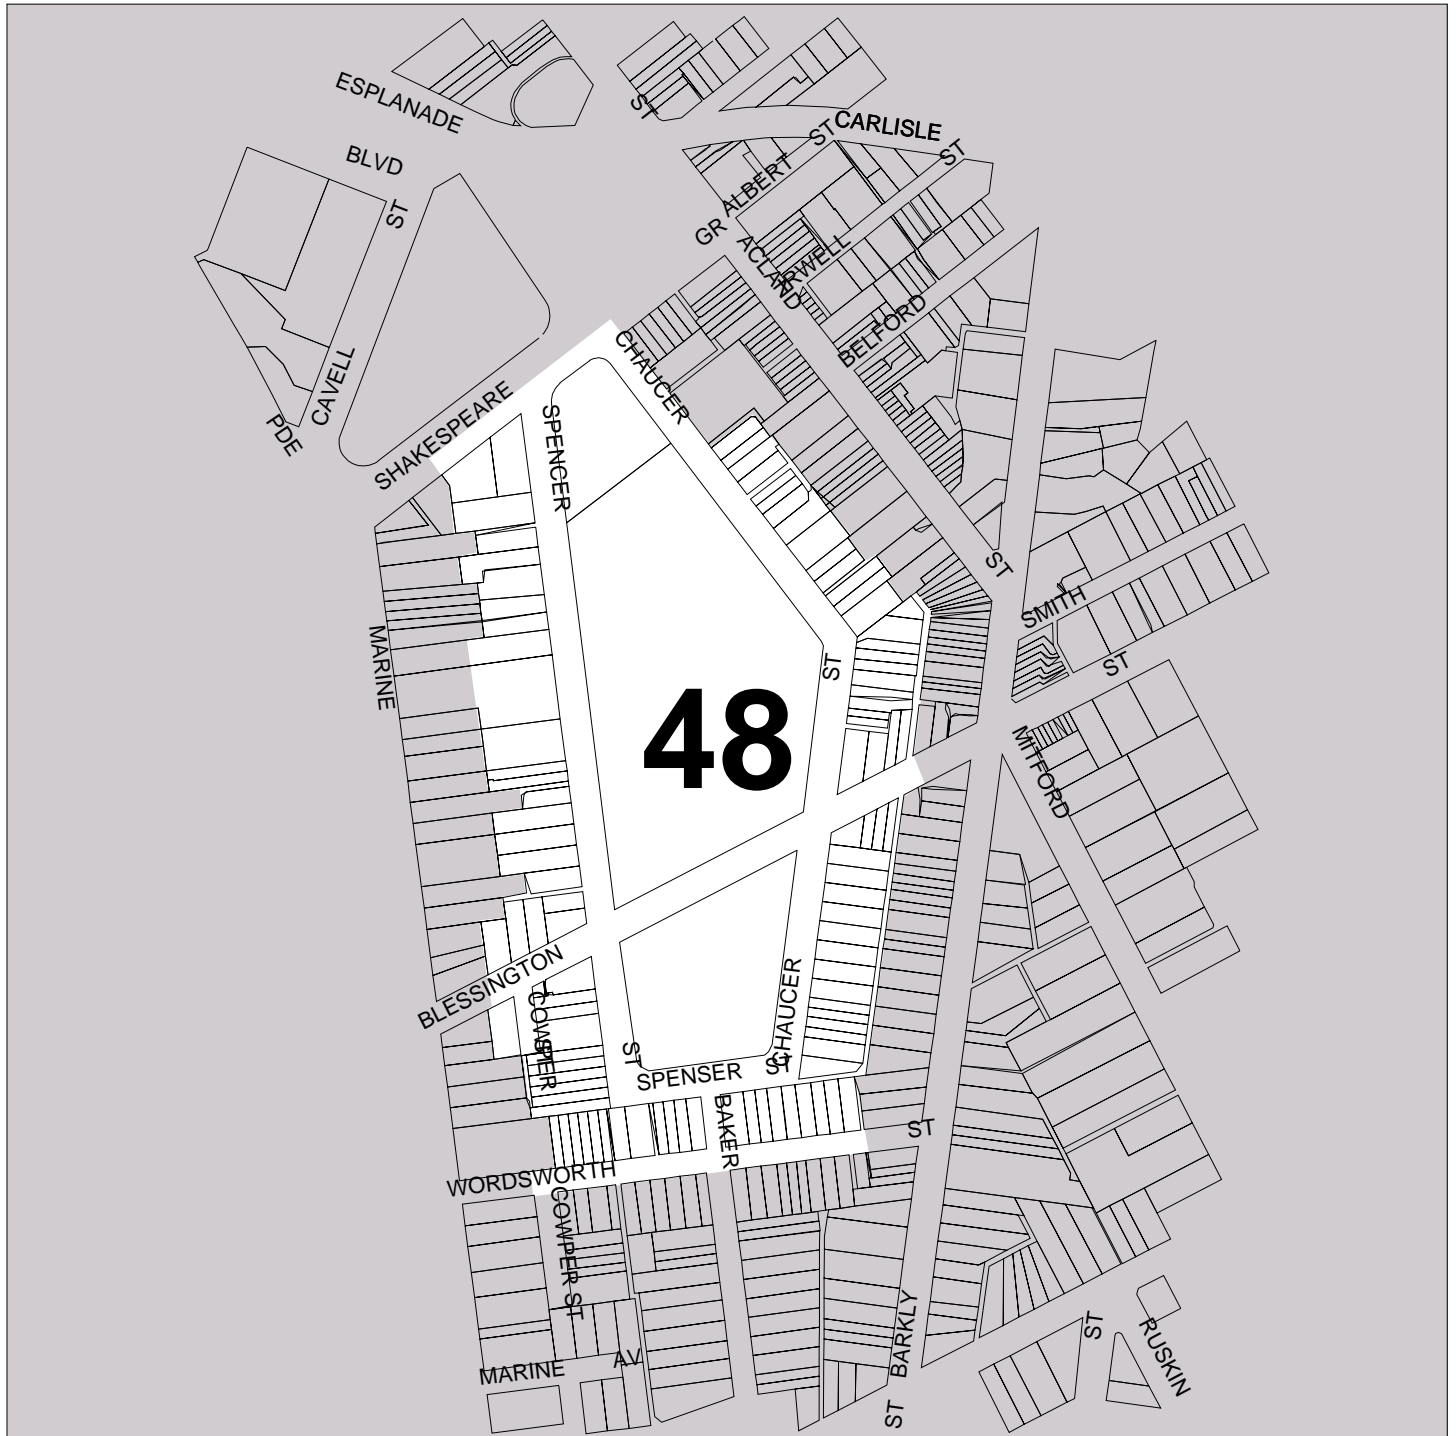 ESPLANADE
ST
CARLISLE
ST
ST
BLVD
ALBERT
ST
GR
ACLAND
IRWELL
BELFORD
CHAUCER
CAVELL
SHAKESPEARE
SPENCER
PDE
ST
SMITH
MARINE
ST
ST
48
MITFORD
BLESSINGTON
CHAUCER
COWPER
ST
ST
SPENSER
ST
BAKER
ST
WORDSWORTH
COWPER ST
BARKLY
ST
RUSKIN
MARINE
AV
ST